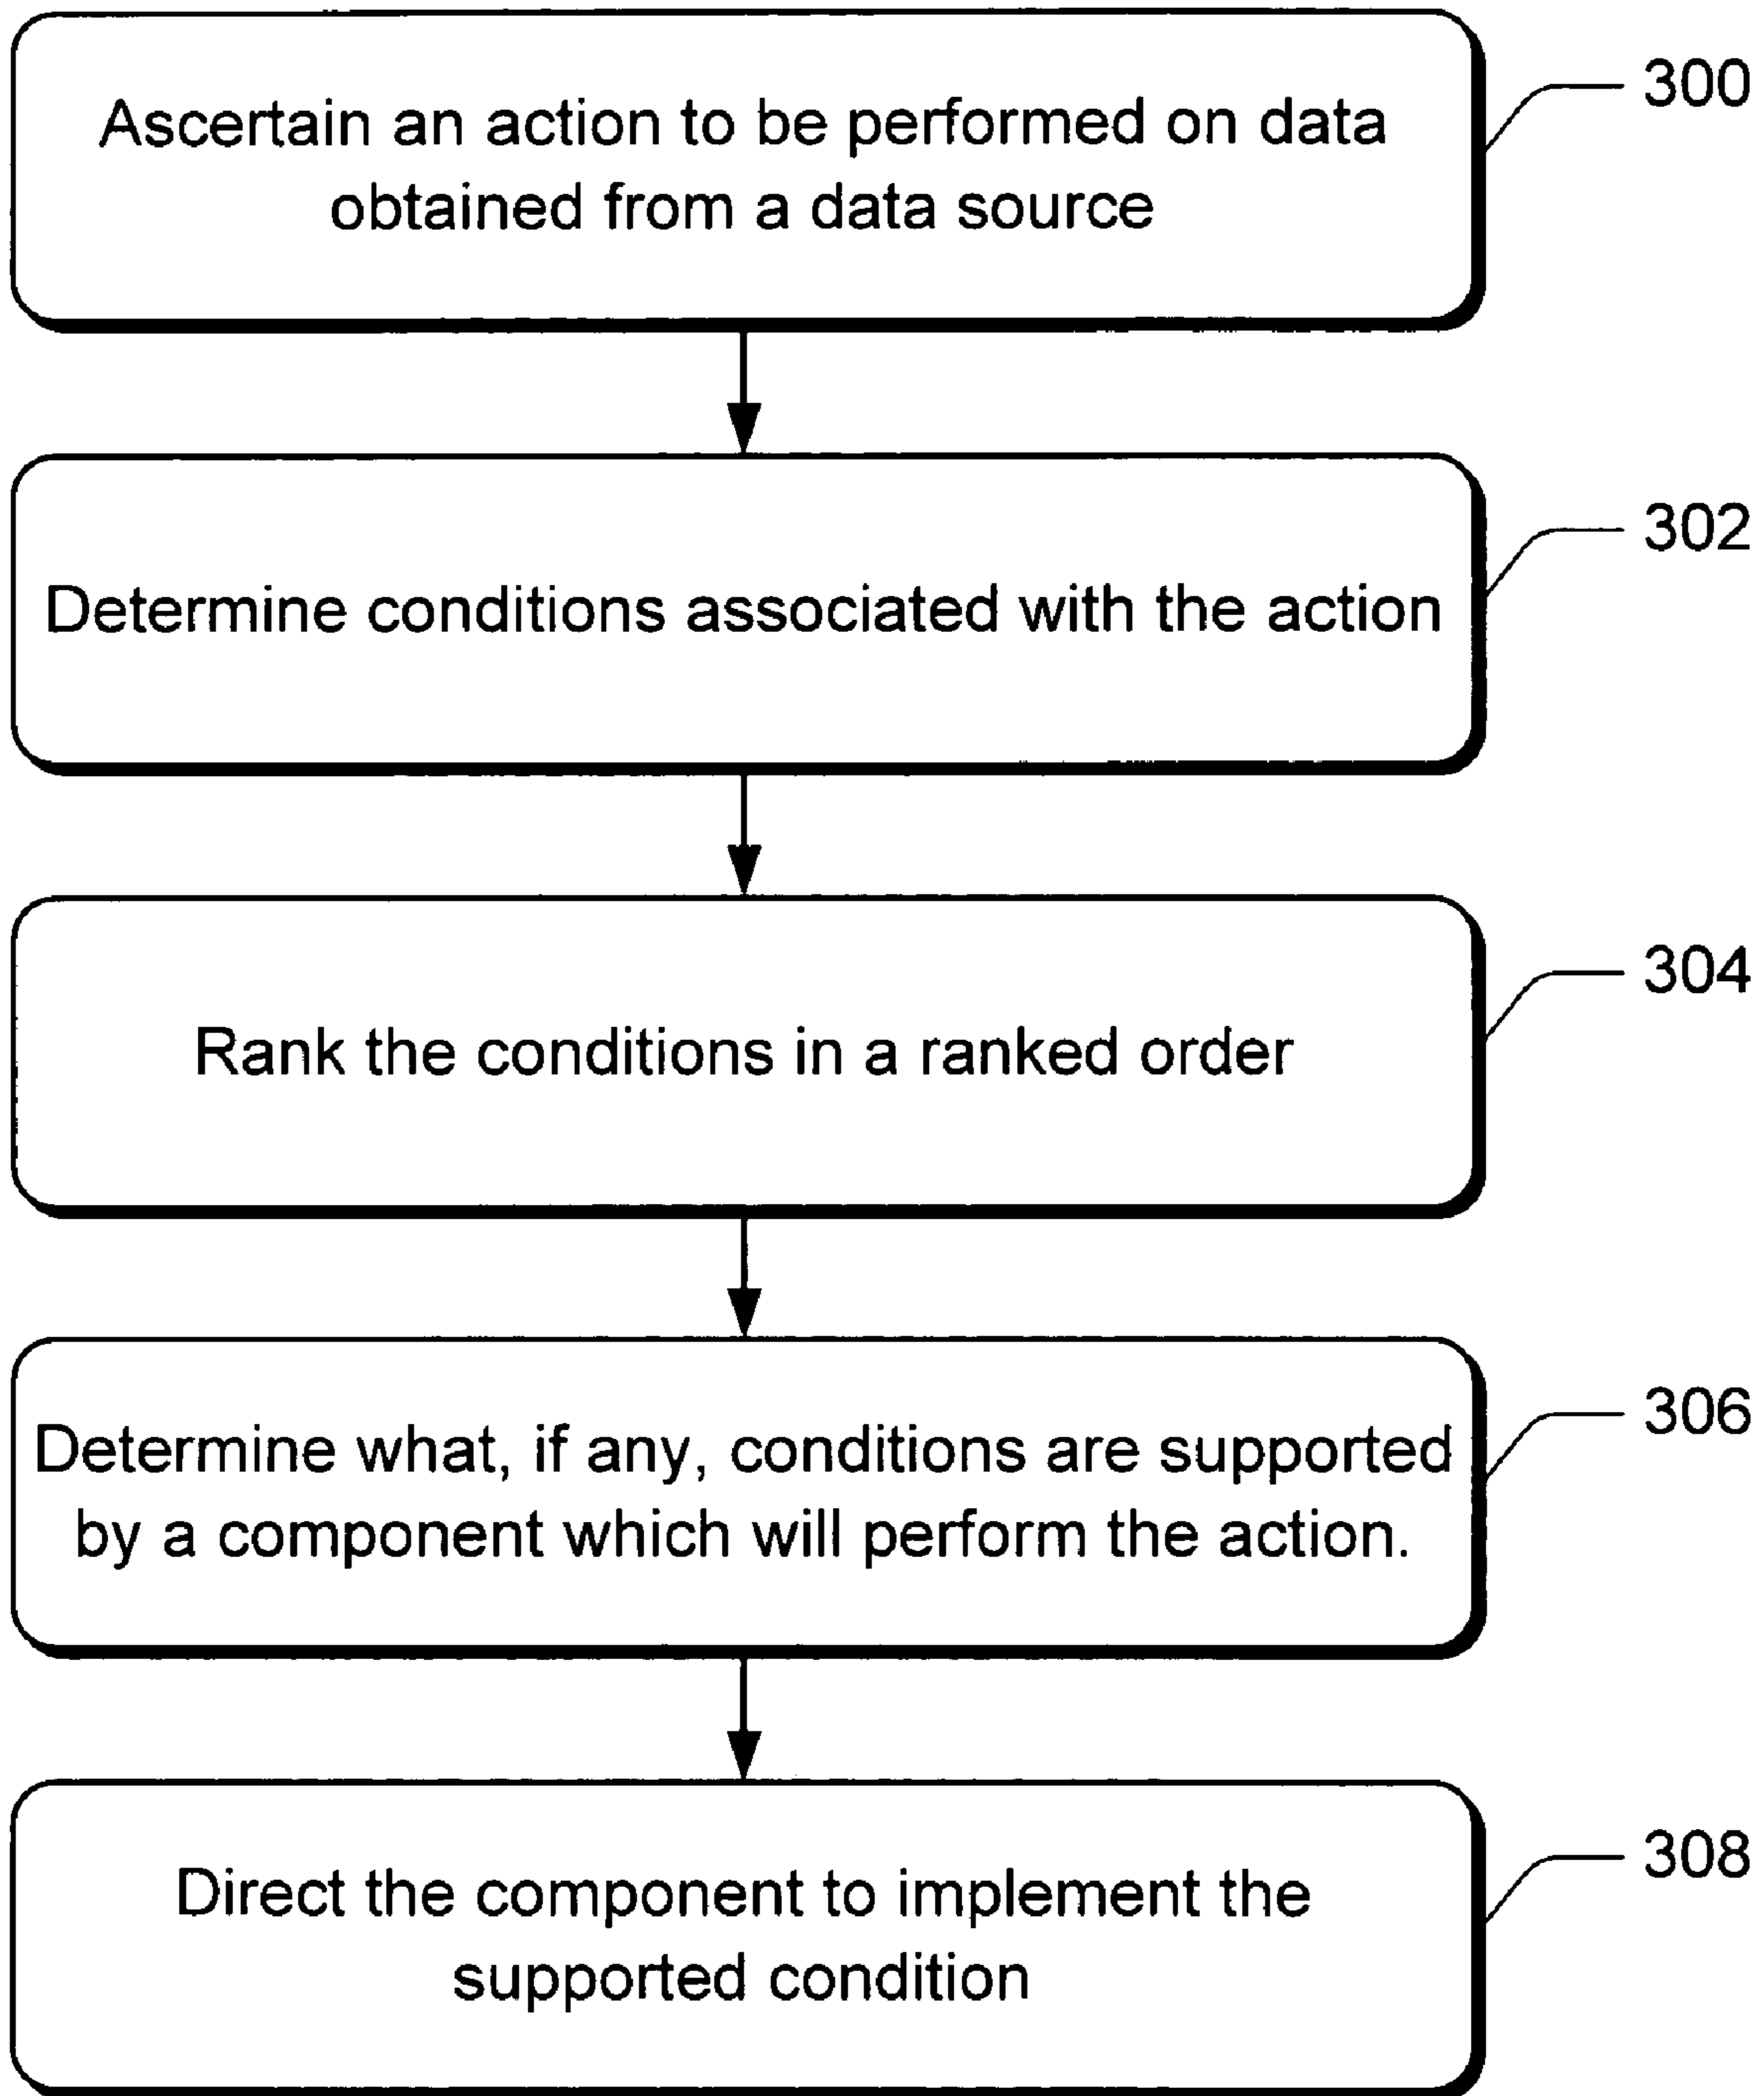 Ascertain an action to be performed on data
obtained from a data source
300
Determine conditions associated with the action
302
Rank the conditions in a ranked order
304
Determine what, if any, conditions are supported
by a component which will perform the action.
306
Direct the component to implement the
supported condition
308